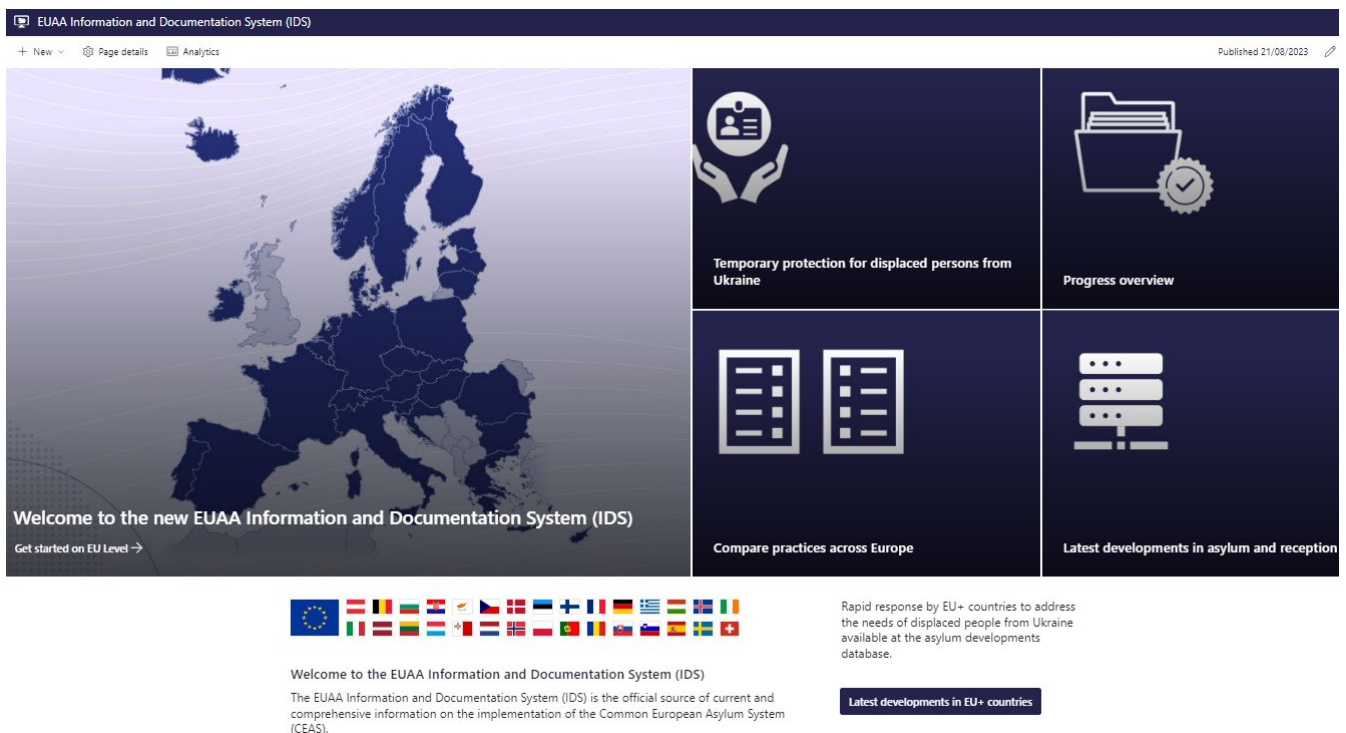 EUAA Information and Documentation System (IDS)
New
Page details
Analytics
Published 21/08/2023
Temporary protection for displaced persons from
Ukraine
Progress overview
Welcome to the new EUAA Information and Documentation System (IDS)
Get started on EU Level →
Compare practices across Europe
Latest developments in asylum and reception
Welcome to the EUAA Information and Documentation System (IDS)
The EUAA Information and Documentation System (IDS) is the official source of current and
comprehensive information on the implementation of the Common European Asylum System
(CEAS).
Rapid response by EU+ countries to address
the needs of displaced people from Ukraine
available at the asylum developments
database.
Latest developments in EU+ countries